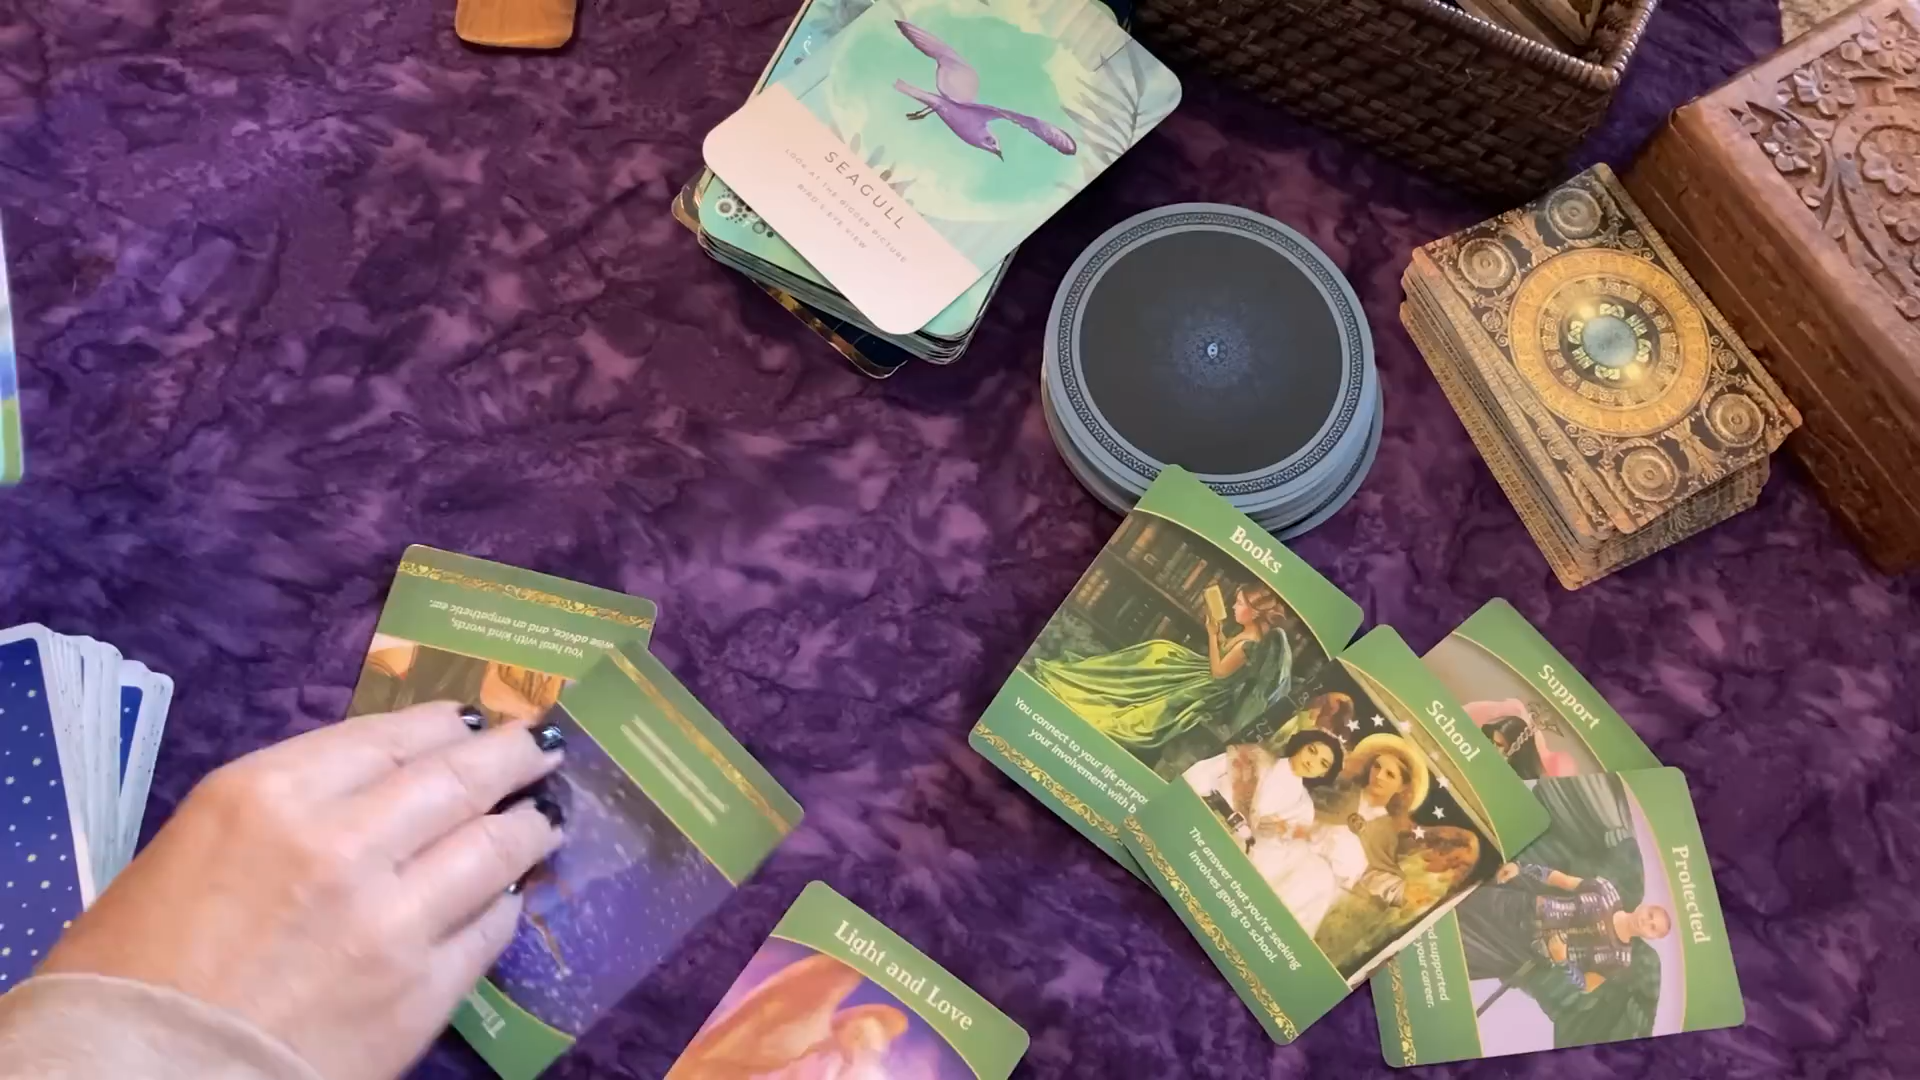 SEAGULL
LOOK AT THE BIGGER PICTURE
BIRD'S EYE VIEW
You heal with kind words,
wise advice, and an empathetic ear.
Books
You connect to your life
your involvement with
School
The answer that you're seeking
involves going to school.
Support
Protected
supported
your career.
Light and Love